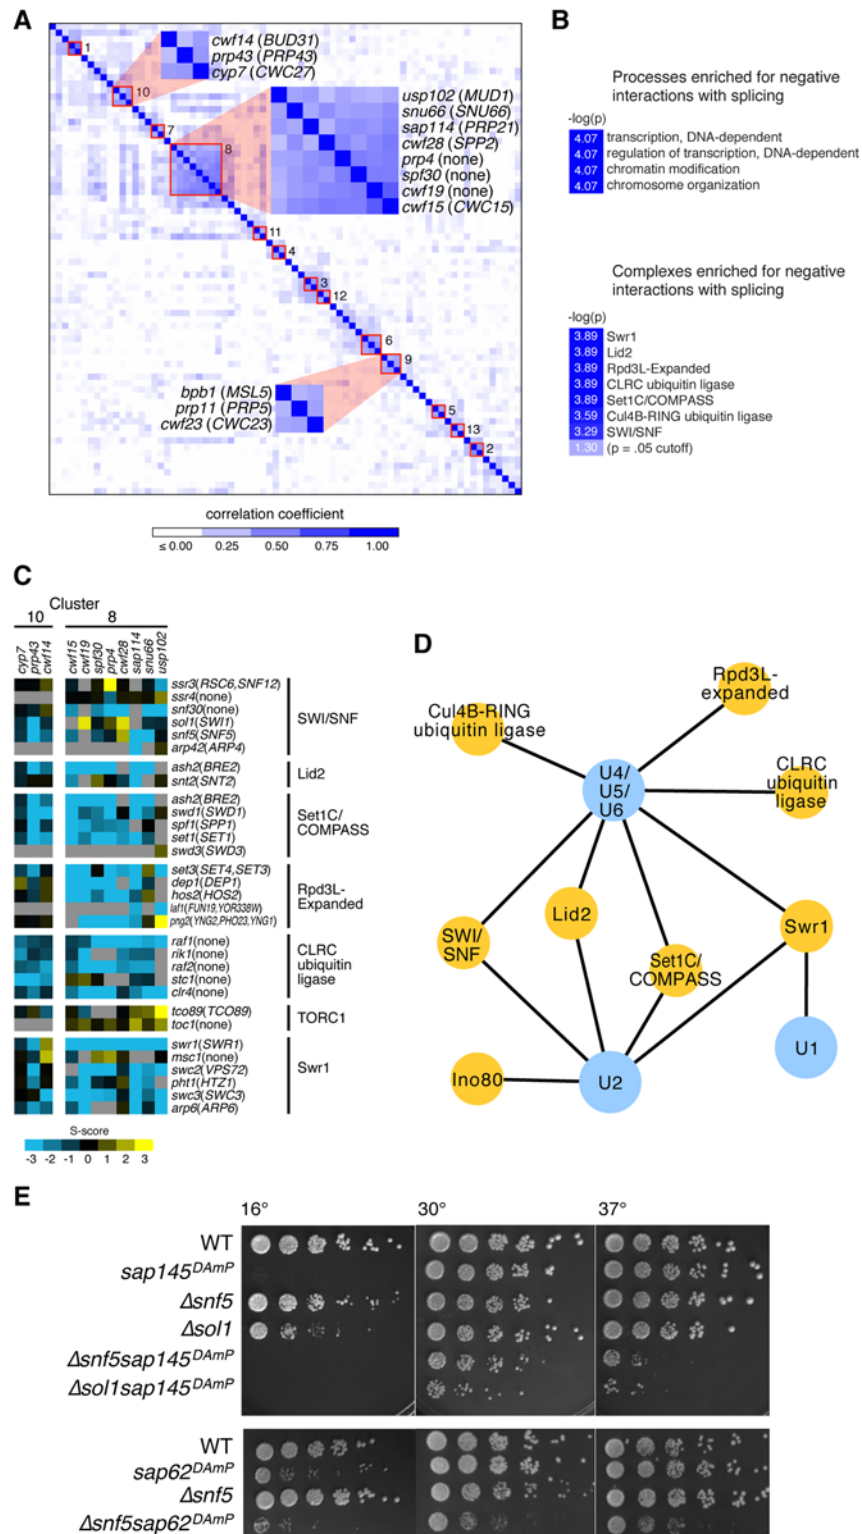 A
1
cwf14 (BUD31)
prp43 (PRP43)
cyp7 (CWC27)
10
7
8
usp102 (MUD1)
snu66 (SNU66)
sap114 (PRP21)
cwf28 (SPP2)
prp4 (none)
spf30 (none)
cwf19 (none)
cwf15 (CWC15)
11
4
3
12
6
9
bpb1 (MSL5)
prp11 (PRP5)
cwf23 (CWC23)
5
13
2
correlation coefficient
≤ 0.00 0.25 0.50 0.75 1.00
B
Processes enriched for negative
interactions with splicing
-log(p)
4.07 transcription, DNA-dependent
4.07 regulation of transcription, DNA-dependent
4.07 chromatin modification
4.07 chromosome organization
Complexes enriched for negative
interactions with splicing
-log(p)
3.89 Swr1
3.89 Lid2
3.89 Rpd3L-Expanded
3.89 CLRC ubiquitin ligase
3.89 Set1C/COMPASS
3.59 Cul4B-RING ubiquitin ligase
3.29 SWI/SNF
1.30 (p = .05 cutoff)
C
Cluster
10 8
cyp7 prp43 cwf14 cwf15 cwf19 spf30 prp4 cwf28 sap114 snu66 usp102
ssr3(RSC6,SNF12)
ssr4(none)
snf30(none)
sol1(SWI1)
snf5(SNF5)
arp42(ARP4)
SWI/SNF
ash2(BRE2)
snt2(SNT2)
Lid2
ash2(BRE2)
swd1(SWD1)
spf1(SPP1)
set1(SET1)
swd3(SWD3)
Set1C/
COMPASS
set3(SET4,SET3)
dep1(DEP1)
hos2(HOS2)
laf1(FUN19,YOR338W)
png2(YNG2,PHO23,YNG1)
Rpd3L-
Expanded
raf1(none)
rik1(none)
raf2(none)
stc1(none)
clr4(none)
CLRC
ubiquitin
ligase
tco89(TCO89)
toc1(none)
TORC1
swr1(SWR1)
msc1(none)
swc2(VPS72)
pht1(HTZ1)
swc3(SWC3)
arp6(ARP6)
Swr1
S-score
-3 -2 -1 0 1 2 3
D
Rpd3L-
expanded
Cul4B-RING
ubiquitin ligase
U4/
U5/
U6
CLRC
ubiquitin
ligase
Lid2
SWI/
SNF
Swr1
Set1C/
COMPASS
U1
Ino80
U2
E
16° 30° 37°
WT
sap145DAmP
Δsnf5
Δsol1
Δsnf5sap145DAmP
Δsol1sap145DAmP
WT
sap62DAmP
Δsnf5
Δsnf5sap62DAmP